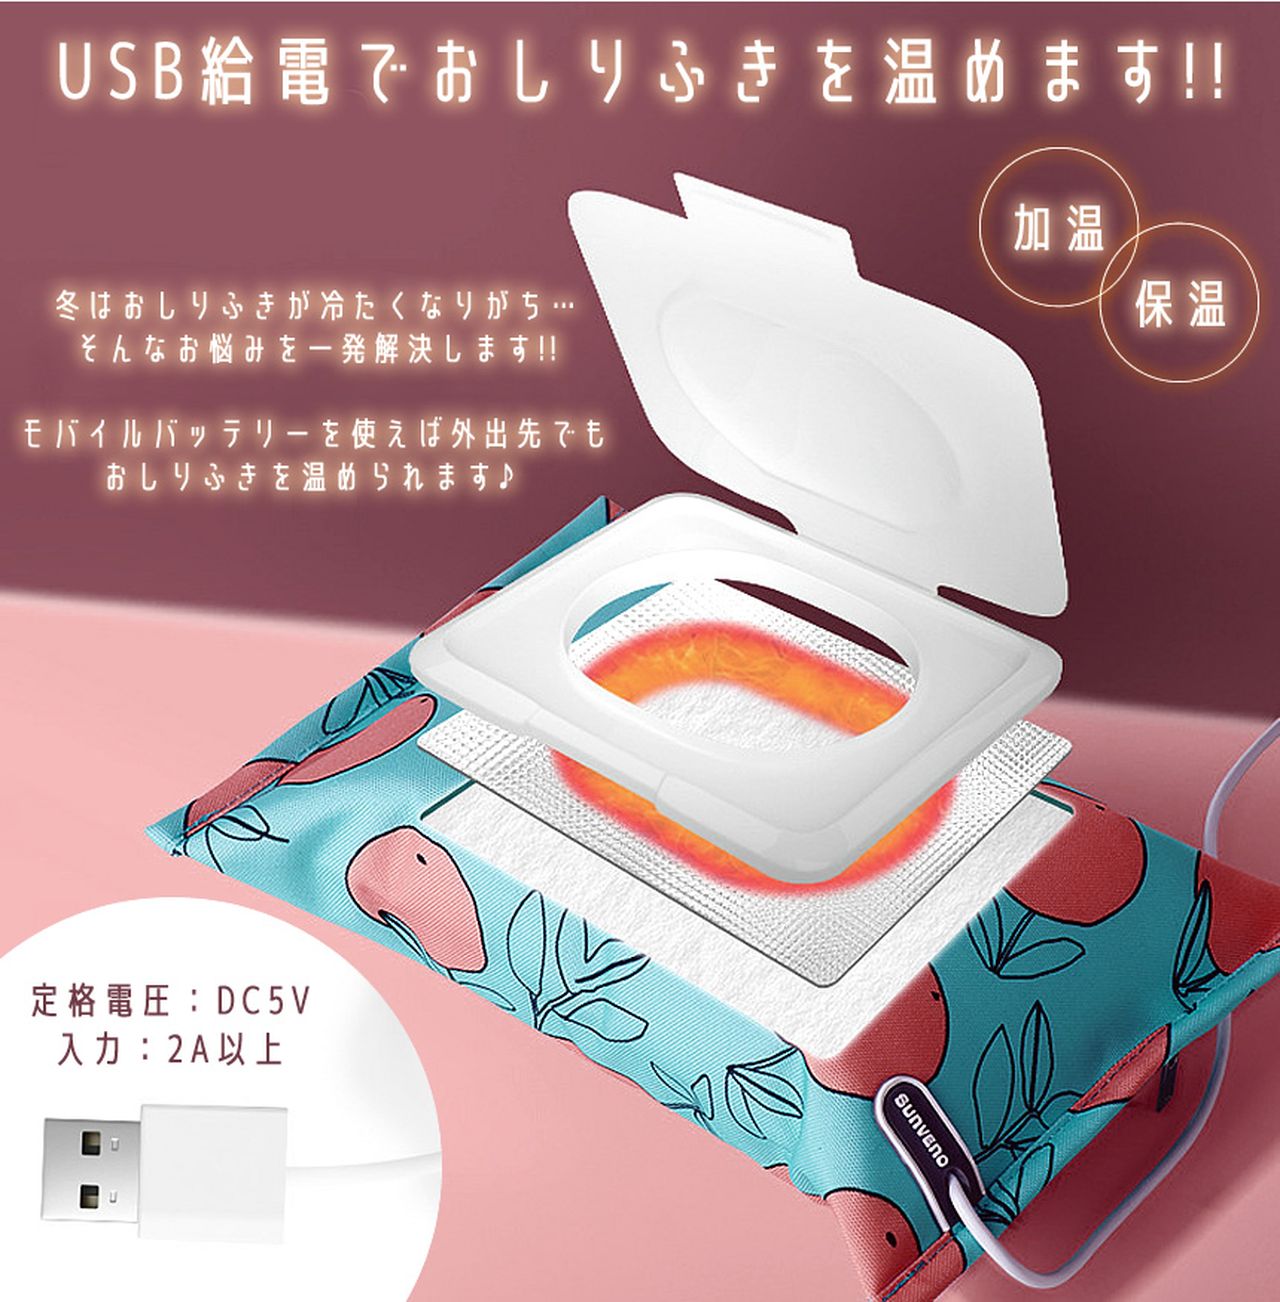 USB給電でおしりふきを温めます!!
加温
保温
冬はおしりふきが冷たくなりがち…
そんなお悩みを一発解決します!!
モバイルバッテリーを使えば外出先でも
おしりふきを温められます♪
定格電圧：DC5V
入力：2A以上
SUNVENO